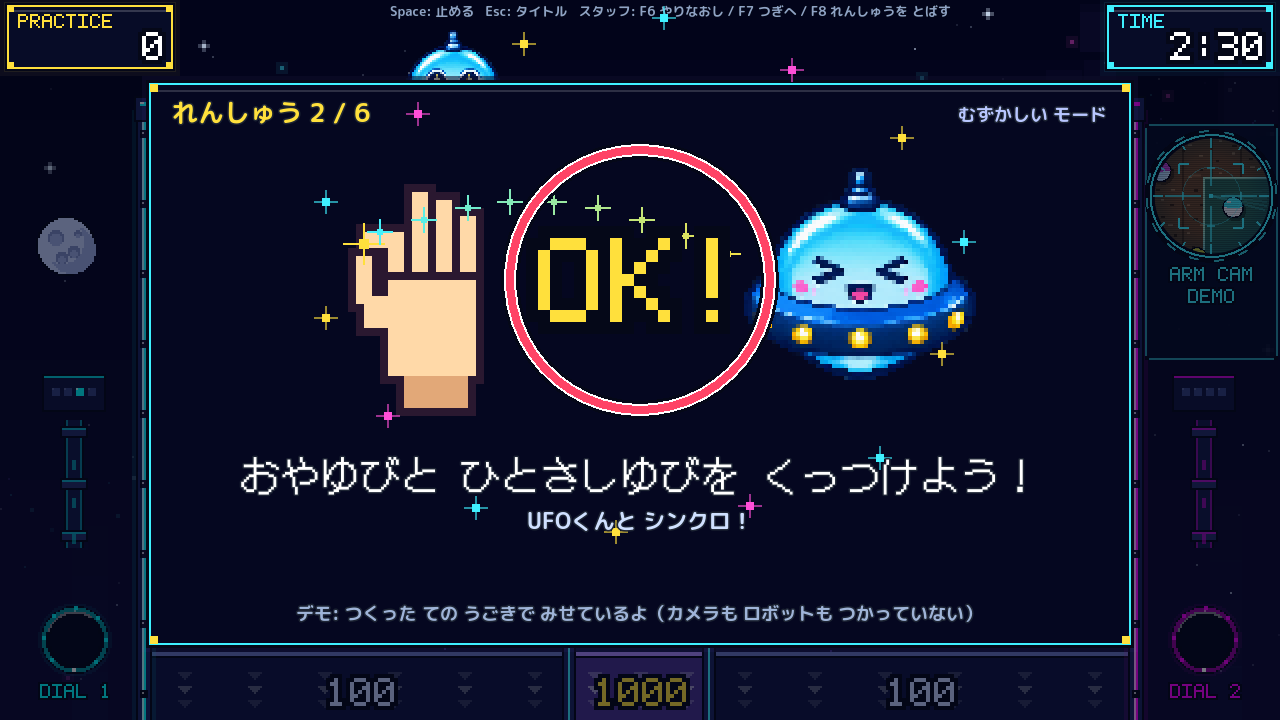 PRACTICE
0
Space: 止める Esc: タイトル スタッフ: F6 やりなおし / F7 つぎへ / F8 れんしゅうを とばす
TIME
2:30
れんしゅう 2 / 6
むずかしい モード
OK!
ARM CAM
DEMO
おやゆびと ひとさしゆびを くっつけよう！
UFOくんと シンクロ！
デモ: つくった ての うごきで みせているよ（カメラも ロボットも つかっていない）
DIAL 1
100
1000
100
DIAL 2